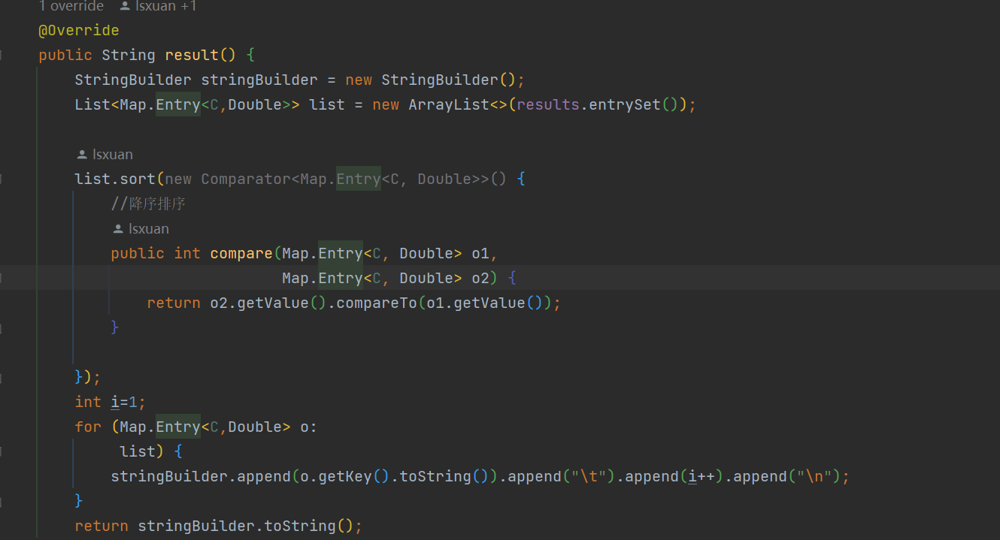 1 override lsxuan +1
@Override
public String result() {
StringBuilder stringBuilder = new StringBuilder();
List<Map.Entry<C,Double>> list = new ArrayList<>(results.entrySet());
lsxuan
list.sort(new Comparator<Map.Entry<C, Double>>() {
//降序排序
lsxuan
public int compare(Map.Entry<C, Double> o1,
Map.Entry<C, Double> o2) {
return o2.getValue().compareTo(o1.getValue());
}
});
int i=1;
for (Map.Entry<C,Double> o:
list) {
stringBuilder.append(o.getKey().toString()).append("\t").append(i++).append("\n");
}
return stringBuilder.toString();